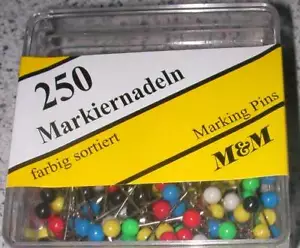 250
Markiernadeln
farbig sortiert
Marking Pins
M&M